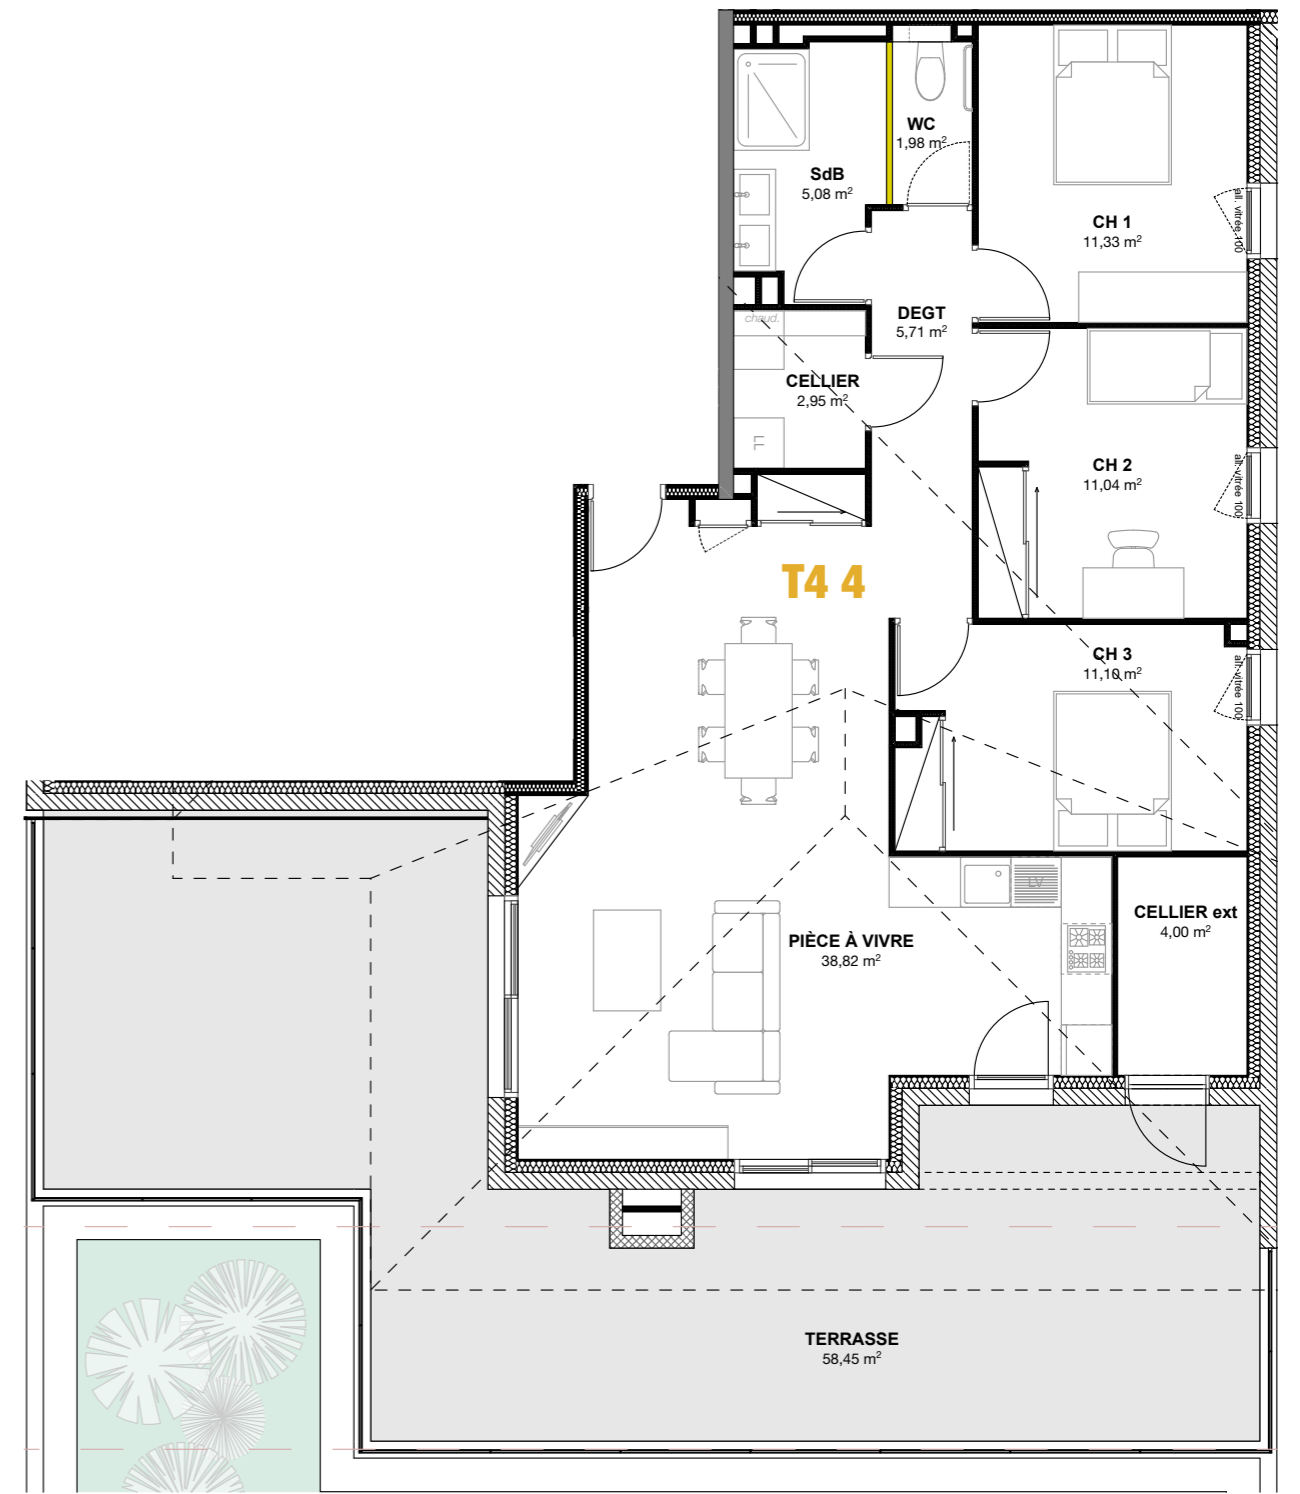 WC
1,98 m²
SdB
5,08 m²
CH 1
11,33 m²
all. vitrée 100
DEGT
5,71 m²
chaud.
CELLIER
2,95 m²
LL
CH 2
11,04 m²
all. vitrée 100
T4 4
CH 3
11,10 m²
all. vitrée 100
LV
CELLIER ext
4,00 m²
PIÈCE À VIVRE
38,82 m²
TERRASSE
58,45 m²